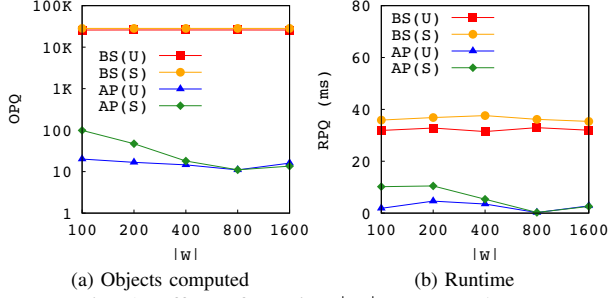 100K
10K
1K
100
10
1
OPQ
BS(U)
BS(S)
AP(U)
AP(S)
100 200 400 800 1600
|W|
(a) Objects computed
80
60
40
20
0
RPQ (ms)
BS(U)
BS(S)
AP(U)
AP(S)
100 200 400 800 1600
|W|
(b) Runtime